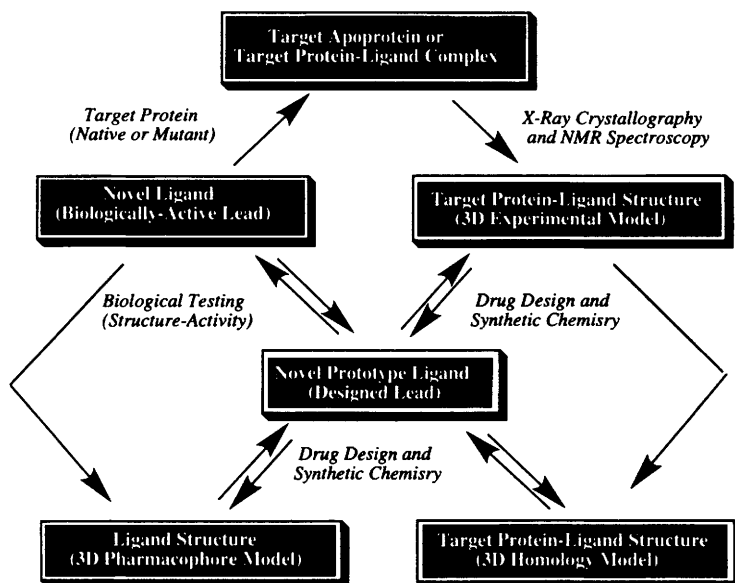 Target Apoprotein or
Target Protein-Ligand Complex
Target Protein
(Native or Mutant)
X-Ray Crystallography
and NMR Spectroscopy
Novel Ligand
(Biologically-Active Lead)
Target Protein-Ligand Structure
(3D Experimental Model)
Biological Testing
(Structure-Activity)
Drug Design and
Synthetic Chemisry
Novel Prototype Ligand
(Designed Lead)
Drug Design and
Synthetic Chemisry
Ligand Structure
(3D Pharmacophore Model)
Target Protein-Ligand Structure
(3D Homology Model)